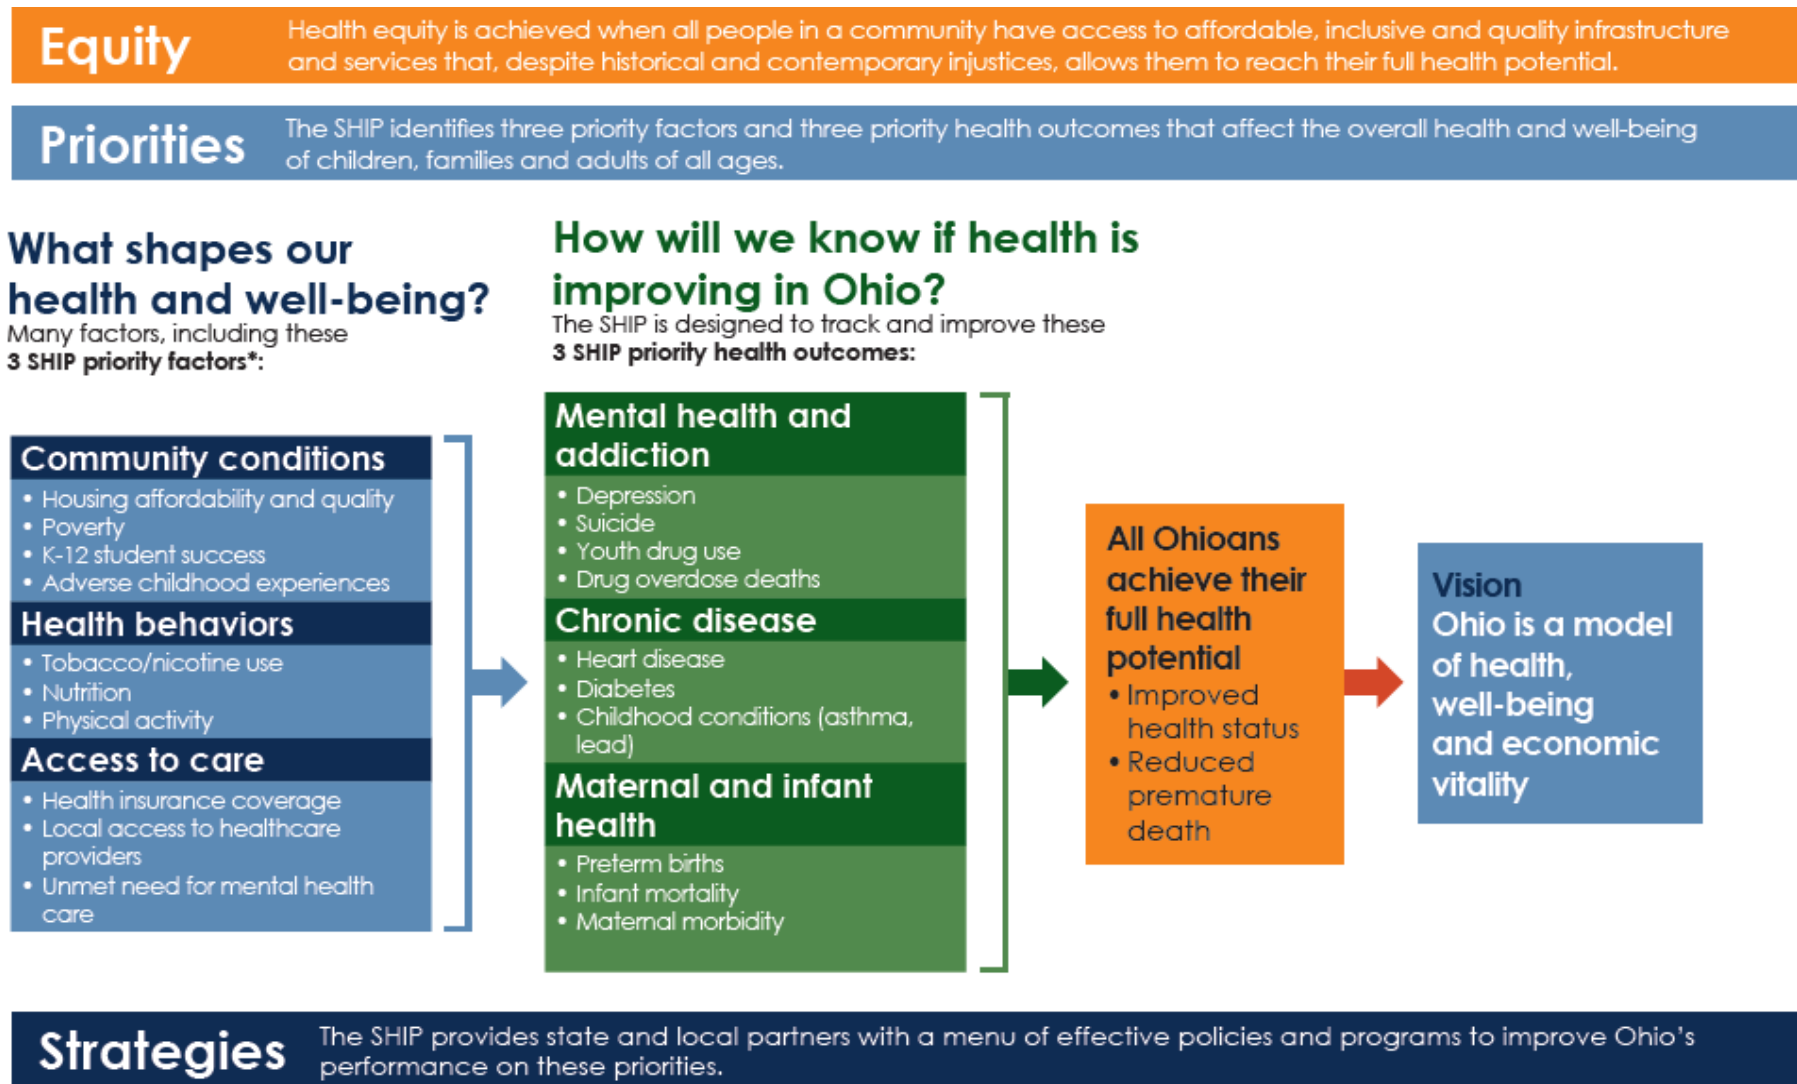 Equity
Health equity is achieved when all people in a community have access to affordable, inclusive and quality infrastructure
and services that, despite historical and contemporary injustices, allows them to reach their full health potential.
Priorities
The SHIP identifies three priority factors and three priority health outcomes that affect the overall health and well-being
of children, families and adults of all ages.
What shapes our
health and well-being?
Many factors, including these
3 SHIP priority factors*:
Community conditions
• Housing affordability and quality
• Poverty
• K-12 student success
• Adverse childhood experiences
Health behaviors
• Tobacco/nicotine use
• Nutrition
• Physical activity
Access to care
• Health insurance coverage
• Local access to healthcare
providers
• Unmet need for mental health
care
How will we know if health is
improving in Ohio?
The SHIP is designed to track and improve these
3 SHIP priority health outcomes:
Mental health and
addiction
• Depression
• Suicide
• Youth drug use
• Drug overdose deaths
Chronic disease
• Heart disease
• Diabetes
• Childhood conditions (asthma,
lead)
Maternal and infant
health
• Preterm births
• Infant mortality
• Maternal morbidity
All Ohioans
achieve their
full health
potential
• Improved
health status
• Reduced
premature
death
Vision
Ohio is a model
of health,
well-being
and economic
vitality
Strategies
The SHIP provides state and local partners with a menu of effective policies and programs to improve Ohio's
performance on these priorities.